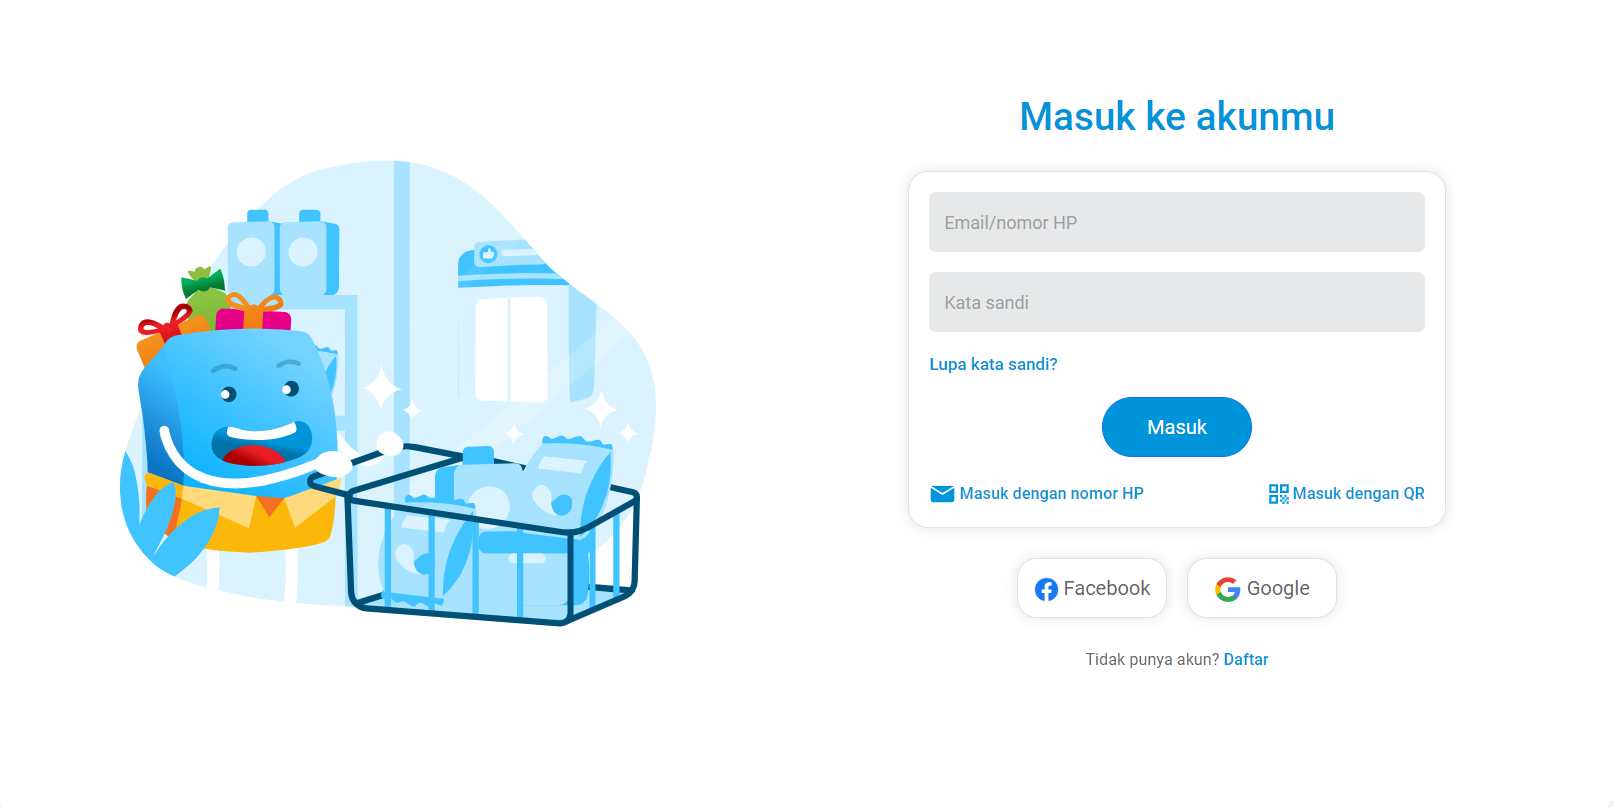 Masuk ke akunmu
Email/nomor HP
Kata sandi
Lupa kata sandi?
Masuk
Masuk dengan nomor HP
Masuk dengan QR
Facebook
Google
Tidak punya akun? Daftar